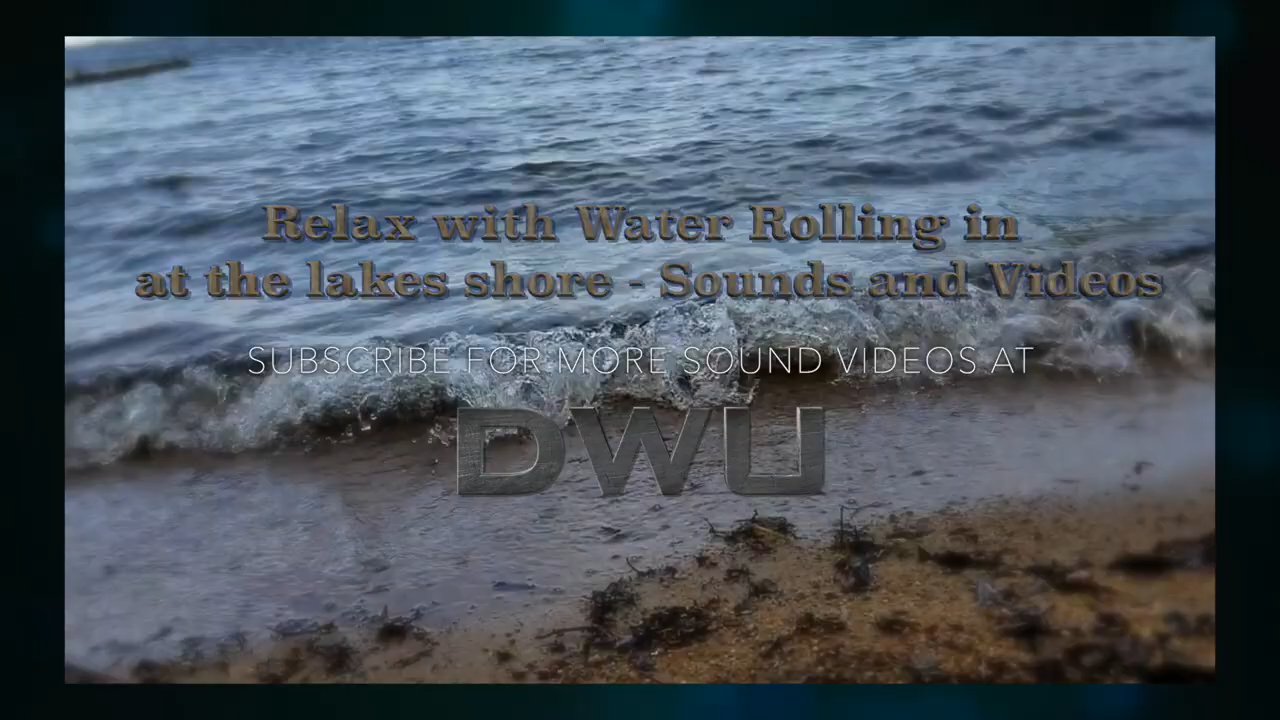 Relax with Water Rolling in
at the lakes shore - Sounds and Videos
SUBSCRIBE FOR MORE SOUND VIDEOS AT
DWU